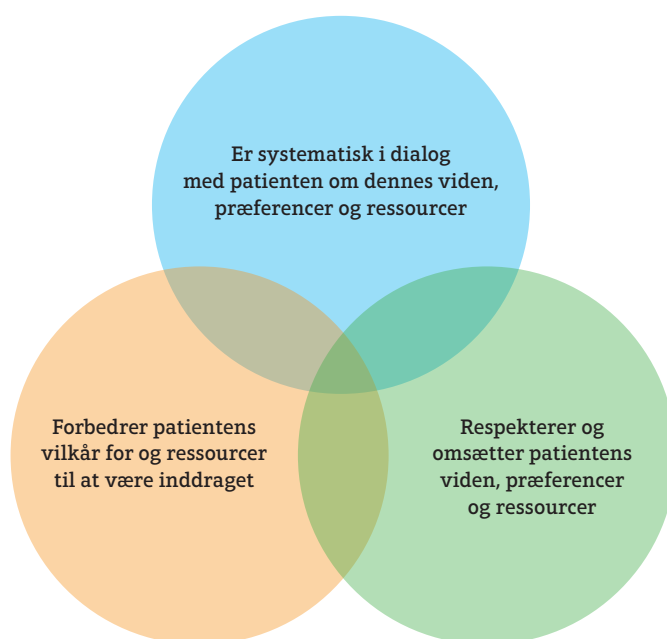 Er systematisk i dialog
med patienten om dennes viden,
præferencer og ressourcer
Forbedrer patientens
vilkår for og ressourcer
til at være inddraget
Respekterer og
omsætter patientens
viden, præferencer
og ressourcer